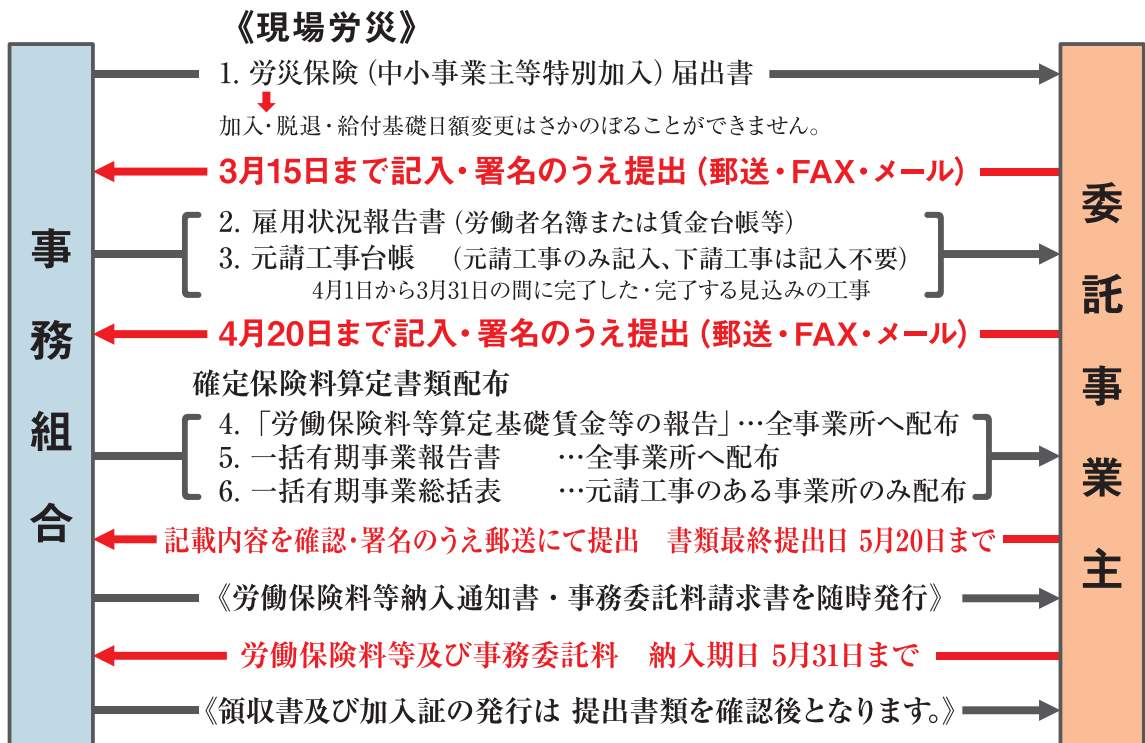 《現場労災》
1. 労災保険（中小事業主等特別加入）届出書
加入・脱退・給付基礎日額変更はさかのぼることができません。
3月15日まで記入・署名のうえ提出（郵送・FAX・メール）
2. 雇用状況報告書（労働者名簿または賃金台帳等）
3. 元請工事台帳　（元請工事のみ記入、下請工事は記入不要）
4月1日から3月31日の間に完了した・完了する見込みの工事
4月20日まで記入・署名のうえ提出（郵送・FAX・メール）
確定保険料算定書類配布
4. 「労働保険料等算定基礎賃金等の報告」…全事業所へ配布
5. 一括有期事業報告書　…全事業所へ配布
6. 一括有期事業総括表　…元請工事のある事業所のみ配布
記載内容を確認・署名のうえ郵送にて提出　書類最終提出日 5月20日まで
《労働保険料等納入通知書・事務委託料請求書を随時発行》
労働保険料等及び事務委託料　納入期日 5月31日まで
《領収書及び加入証の発行は 提出書類を確認後となります。》
事務組合
委託事業主